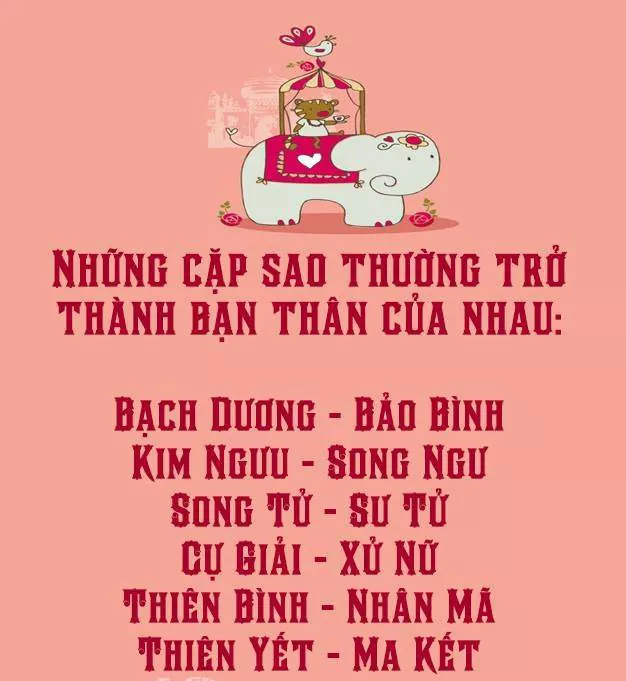 Những cặp sao thường trở
thành bạn thân của nhau:
Bạch Dương - Bảo Bình
Kim Ngưu - Song Ngư
Song Tử - Sư Tử
Cự Giải - Xử Nữ
Thiên Bình - Nhân Mã
Thiên Yết - Ma Kết